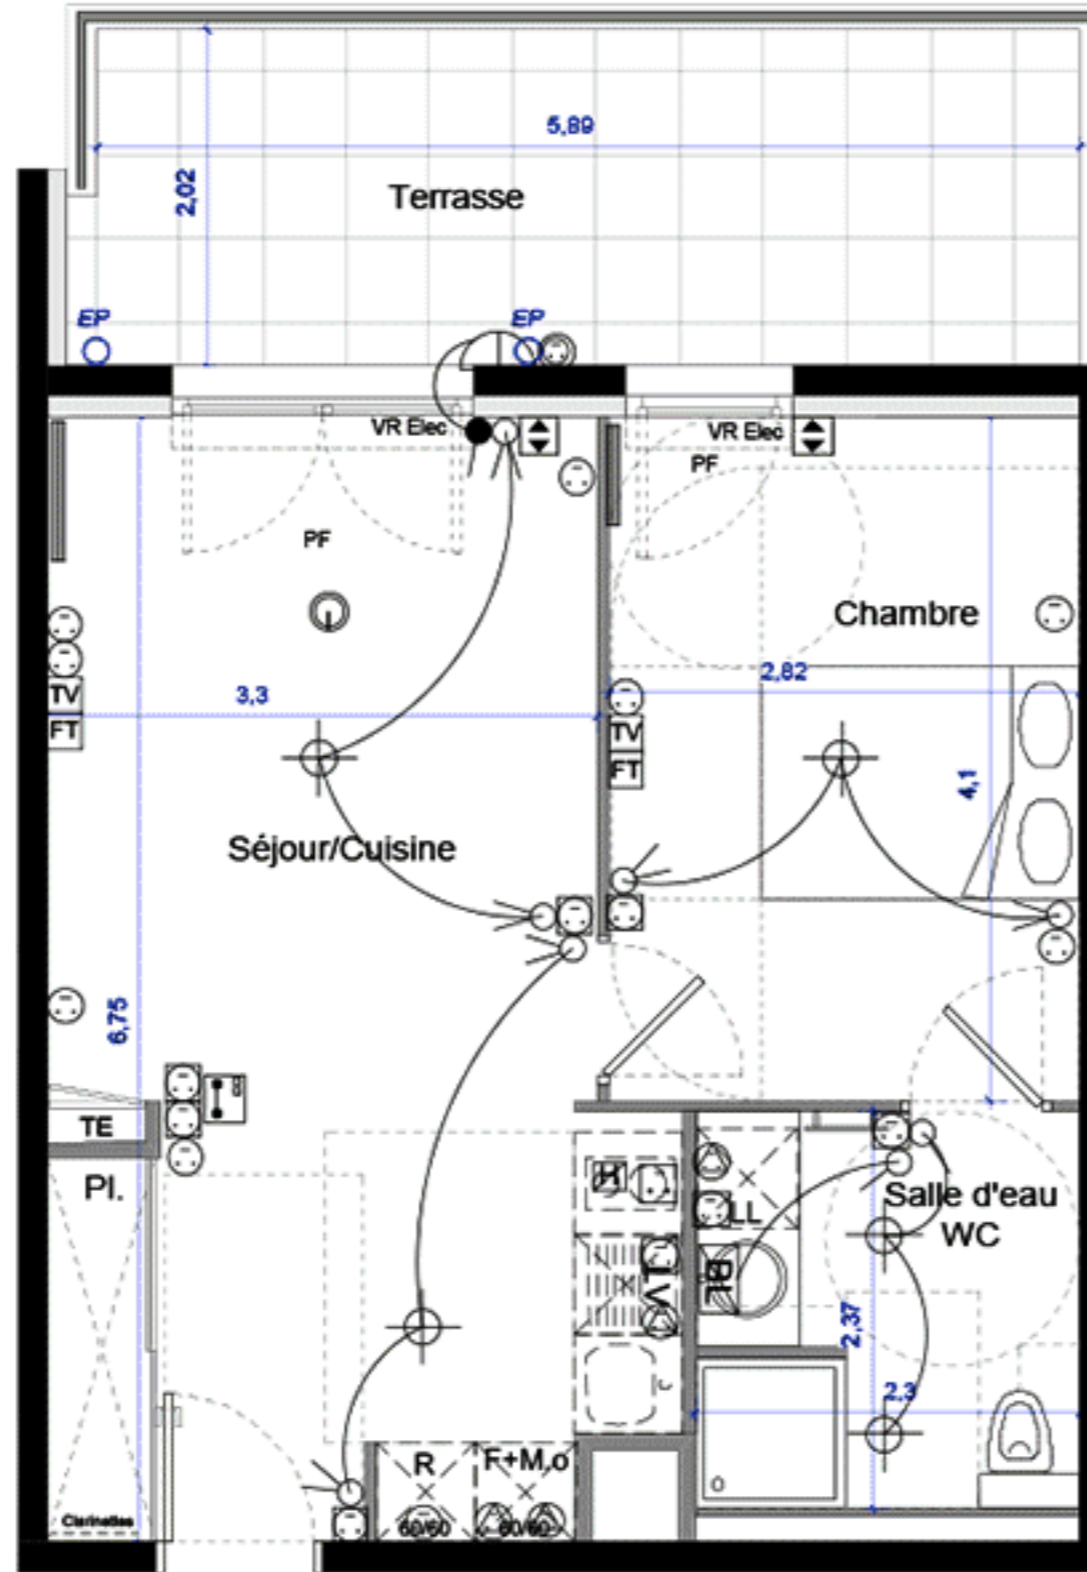 5,89
2,02
Terrasse
EP
EP
VR Elec
VR Elec
PF
PF
Chambre
TV
FT
3,3
2,82
TV
FT
4,1
Séjour/Cuisine
6,75
TE
Pl.
H
LL
Salle d'eau
WC
LV
BL
2,37
2,3
R
F+M.o
60/60
60/60
Clarinettes